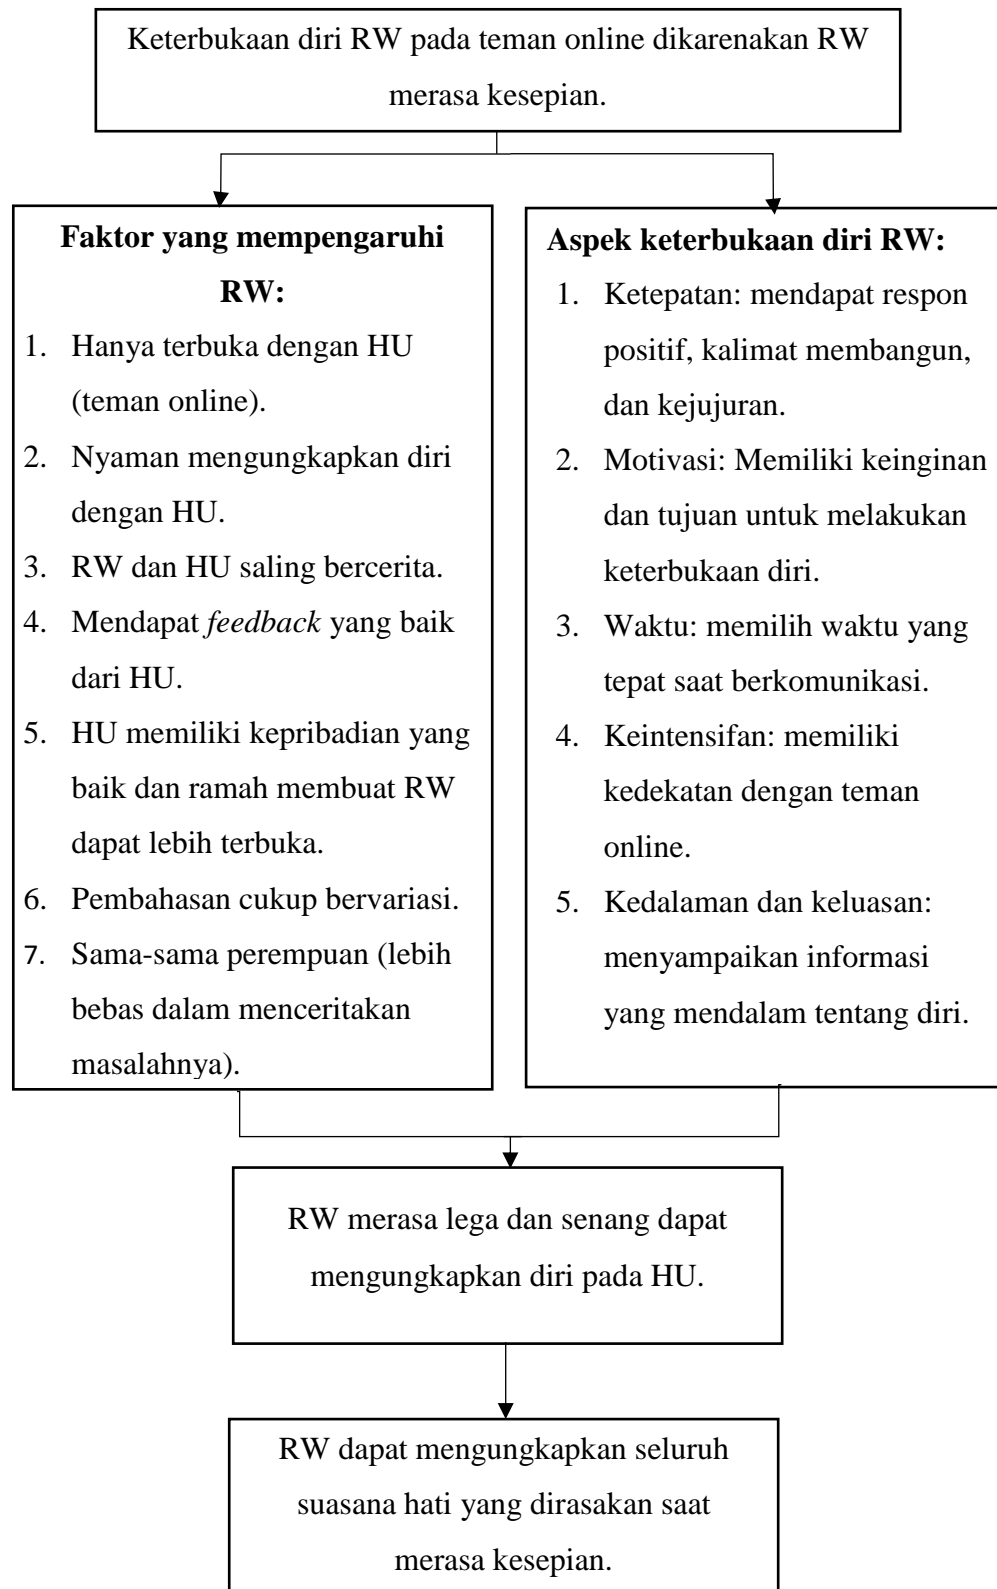 Keterbukaan diri RW pada teman online dikarenakan RW
merasa kesepian.
Faktor yang mempengaruhi
RW:
1. Hanya terbuka dengan HU
(teman online).
2. Nyaman mengungkapkan diri
dengan HU.
3. RW dan HU saling bercerita.
4. Mendapat feedback yang baik
dari HU.
5. HU memiliki kepribadian yang
baik dan ramah membuat RW
dapat lebih terbuka.
6. Pembahasan cukup bervariasi.
7. Sama-sama perempuan (lebih
bebas dalam menceritakan
masalahnya).
Aspek keterbukaan diri RW:
1. Ketepatan: mendapat respon
positif, kalimat membangun,
dan kejujuran.
2. Motivasi: Memiliki keinginan
dan tujuan untuk melakukan
keterbukaan diri.
3. Waktu: memilih waktu yang
tepat saat berkomunikasi.
4. Keintensifan: memiliki
kedekatan dengan teman
online.
5. Kedalaman dan keluasan:
menyampaikan informasi
yang mendalam tentang diri.
RW merasa lega dan senang dapat
mengungkapkan diri pada HU.
RW dapat mengungkapkan seluruh
suasana hati yang dirasakan saat
merasa kesepian.